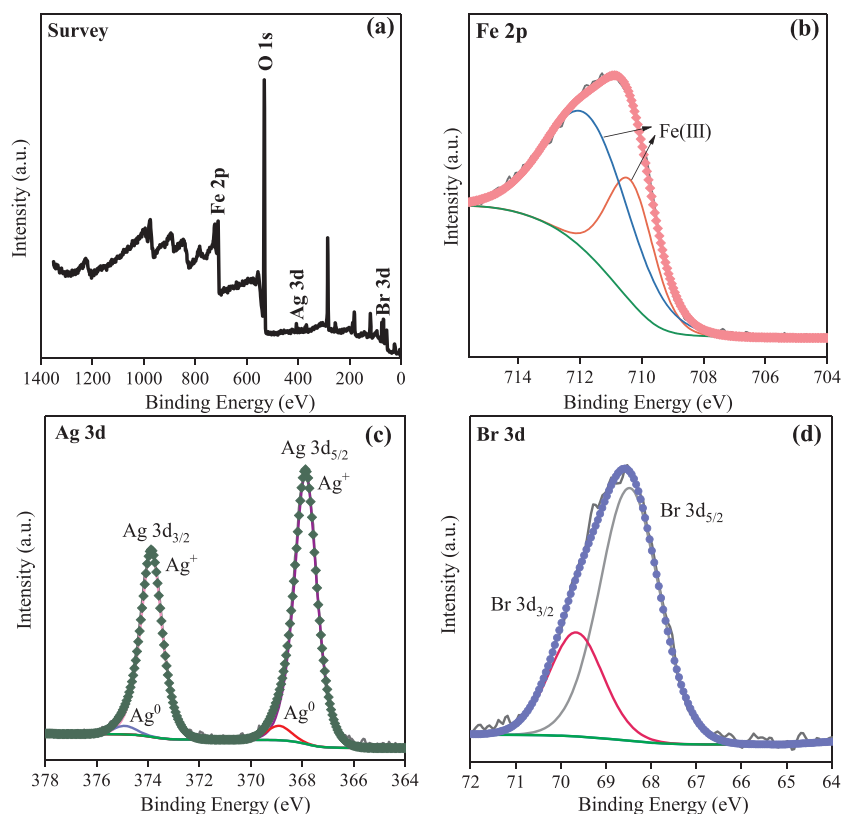 Survey
(a)
O 1s
Fe 2p
Ag 3d
Br 3d
Intensity (a.u.)
1400 1200 1000 800 600 400 200 0
Binding Energy (eV)
Fe 2p
(b)
Fe(III)
Intensity (a.u.)
714 712 710 708 706 704
Binding Energy (eV)
Ag 3d
(c)
Ag 3d5/2
Ag+
Ag 3d3/2
Ag+
Ag0
Ag0
Intensity (a.u.)
378 376 374 372 370 368 366 364
Binding Energy (eV)
Br 3d
(d)
Br 3d5/2
Br 3d3/2
Intensity (a.u.)
72 71 70 69 68 67 66 65 64
Binding Energy (eV)